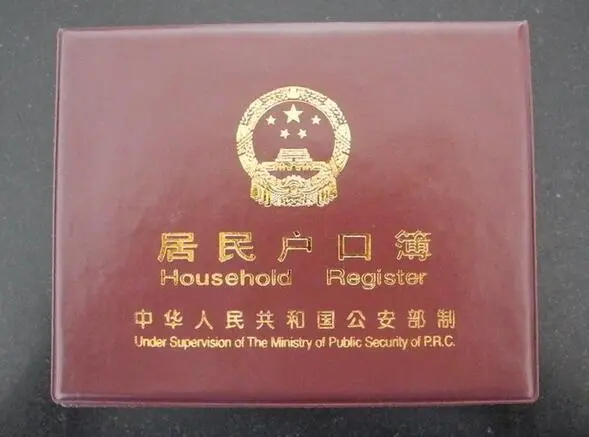 居民户口簿
Household Register
中华人民共和国公安部制
Under Supervision of The Ministry of Public Security of P.R.C.